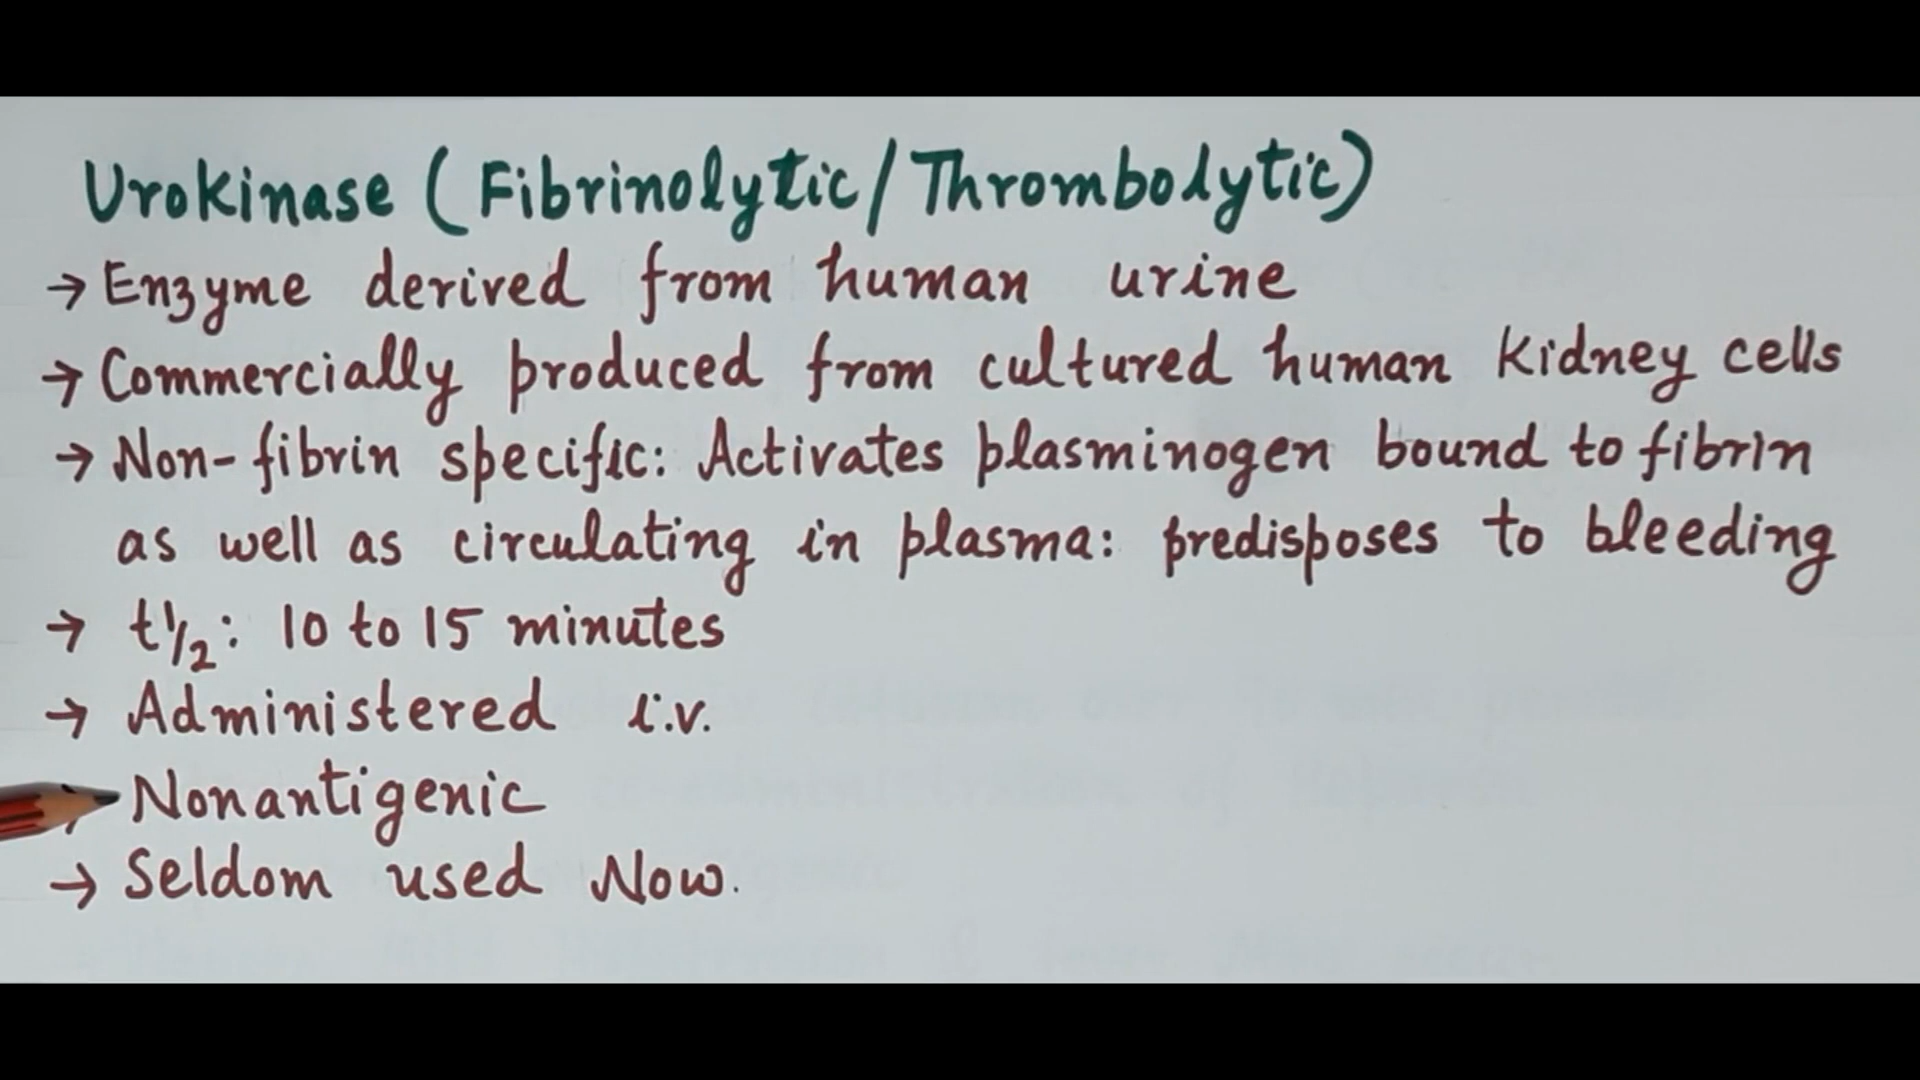 Urokinase (Fibrinolytic/Thrombolytic)
→ Enzyme derived from human urine
→ Commercially produced from cultured human kidney cells
→ Non-fibrin specific: Activates plasminogen bound to fibrin
as well as circulating in plasma: predisposes to bleeding
→ t1/2: 10 to 15 minutes
→ Administered i.v.
→ Nonantigenic
→ Seldom used Now.